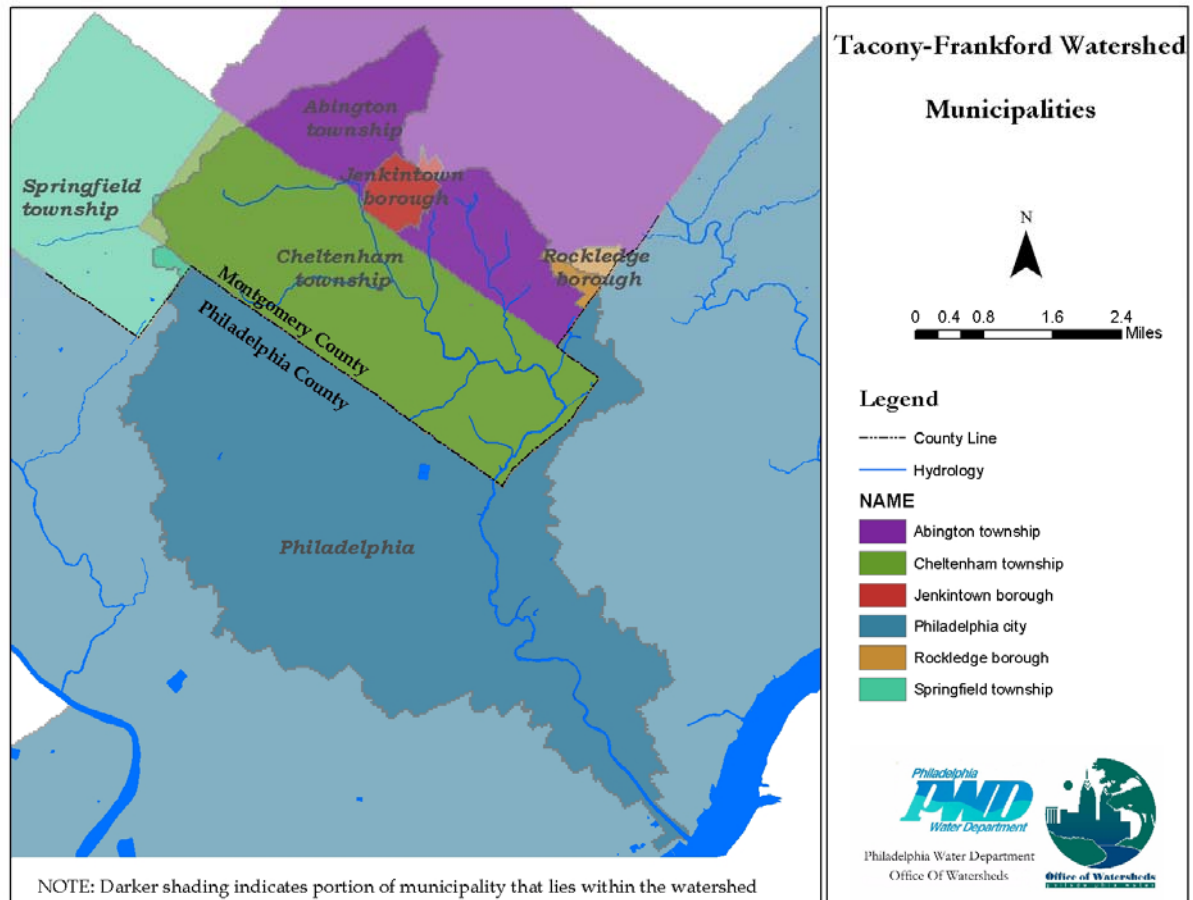 Abington
township
Jenkintown
borough
Springfield
township
Cheltenham
township
Rockledge
borough
Montgomery County
Philadelphia County
Philadelphia
NOTE: Darker shading indicates portion of municipality that lies within the watershed
Tacony-Frankford Watershed
Municipalities
N
0 0.4 0.8 1.6 2.4
Miles
Legend
County Line
Hydrology
NAME
Abington township
Cheltenham township
Jenkintown borough
Philadelphia city
Rockledge borough
Springfield township
Philadelphia
PWD
Water Department
Philadelphia Water Department
Office Of Watersheds
Office of Watersheds